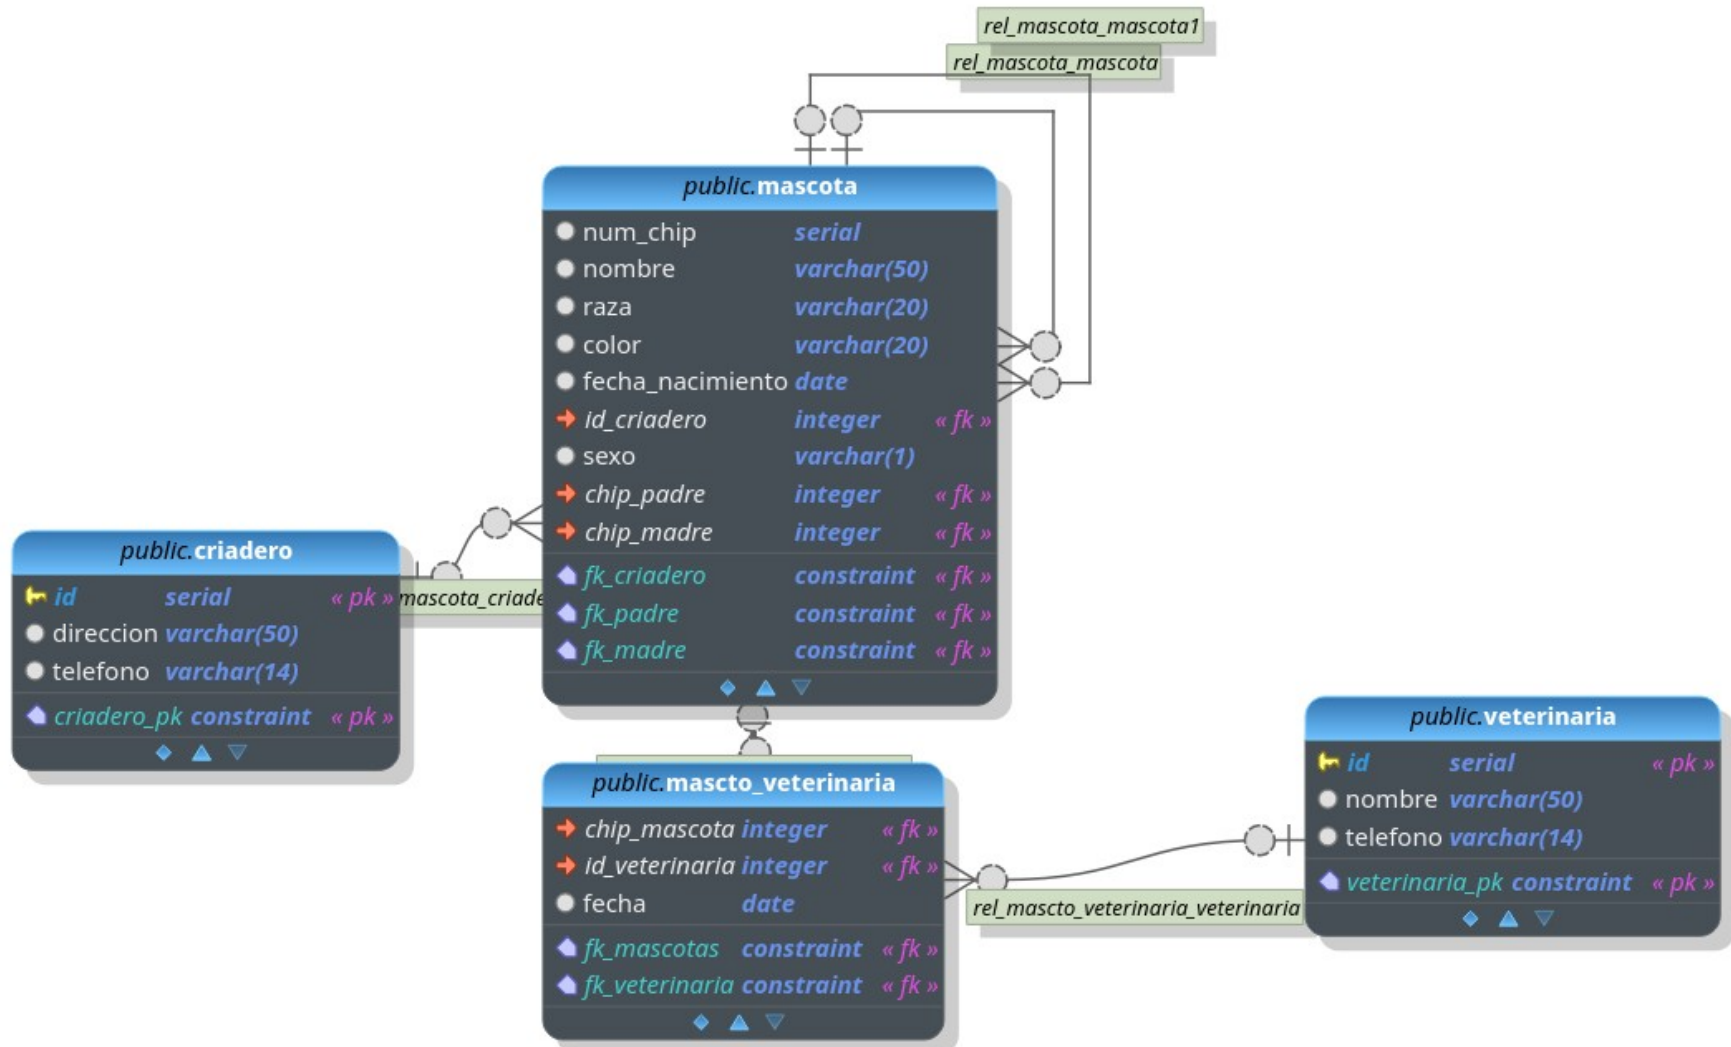 rel_mascota_mascota1
rel_mascota_mascota
public.mascota
num_chip serial
nombre varchar(50)
raza varchar(20)
color varchar(20)
fecha_nacimiento date
id_criadero integer « fk »
sexo varchar(1)
chip_padre integer « fk »
chip_madre integer « fk »
fk_criadero constraint « fk »
fk_padre constraint « fk »
fk_madre constraint « fk »
public.criadero
id serial « pk »
direccion varchar(50)
telefono varchar(14)
criadero_pk constraint « pk »
mascota_criade
public.mascto_veterinaria
chip_mascota integer « fk »
id_veterinaria integer « fk »
fecha date
fk_mascotas constraint « fk »
fk_veterinaria constraint « fk »
rel_mascto_veterinaria_veterinaria
public.veterinaria
id serial « pk »
nombre varchar(50)
telefono varchar(14)
veterinaria_pk constraint « pk »